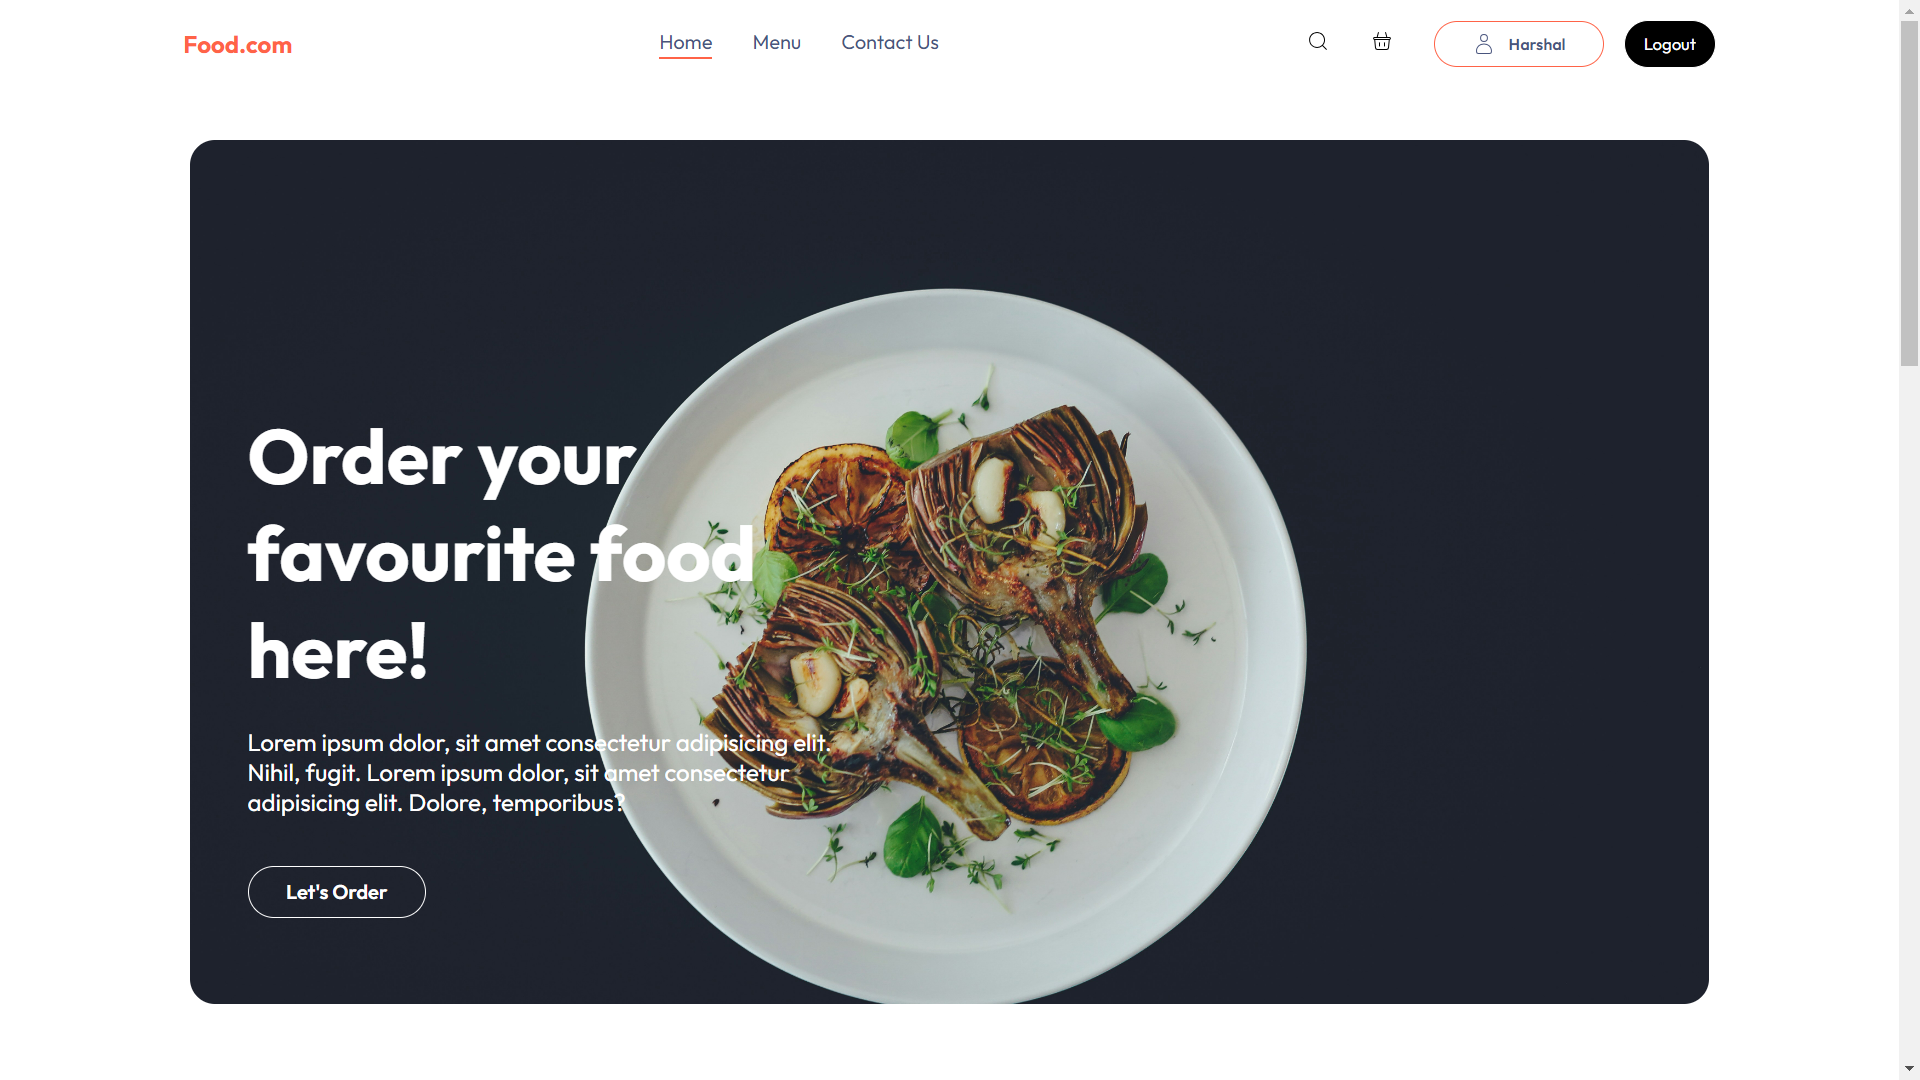 Food.com
Home Menu Contact Us
Harshal
Logout
Order your
favourite food
here!
Lorem ipsum dolor, sit amet consectetur adipisicing elit.
Nihil, fugit. Lorem ipsum dolor, sit amet consectetur
adipisicing elit. Dolore, temporibus?
Let's Order